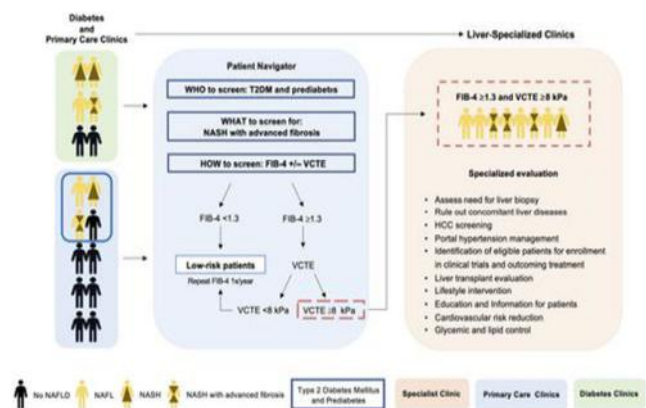 Diabetes
and
Primary Care Clinics
Liver-Specialized Clinics
Patient Navigator
WHO to screen: T2DM and prediabetes
WHAT to screen for:
NASH with advanced fibrosis
HOW to screen: FIB-4 +/– VCTE
FIB-4 <1.3
FIB-4 ≥1.3
Low-risk patients
Repeat FIB-4 1x/year
VCTE
VCTE <8 kPa
VCTE ≥8 kPa
FIB-4 ≥1.3 and VCTE ≥8 kPa
Specialized evaluation
• Assess need for liver biopsy
• Rule out concomitant liver diseases
• HCC screening
• Portal hypertension management
• Identification of eligible patients for enrollment
in clinical trials and outcoming treatment
• Liver transplant evaluation
• Lifestyle intervention
• Education and Information for patients
• Cardiovascular risk reduction
• Glycemic and lipid control
No NAFLD
NAFL
NASH
NASH with advanced fibrosis
Type 2 Diabetes Mellitus
and Prediabetes
Specialist Clinic
Primary Care Clinics
Diabetes Clinics